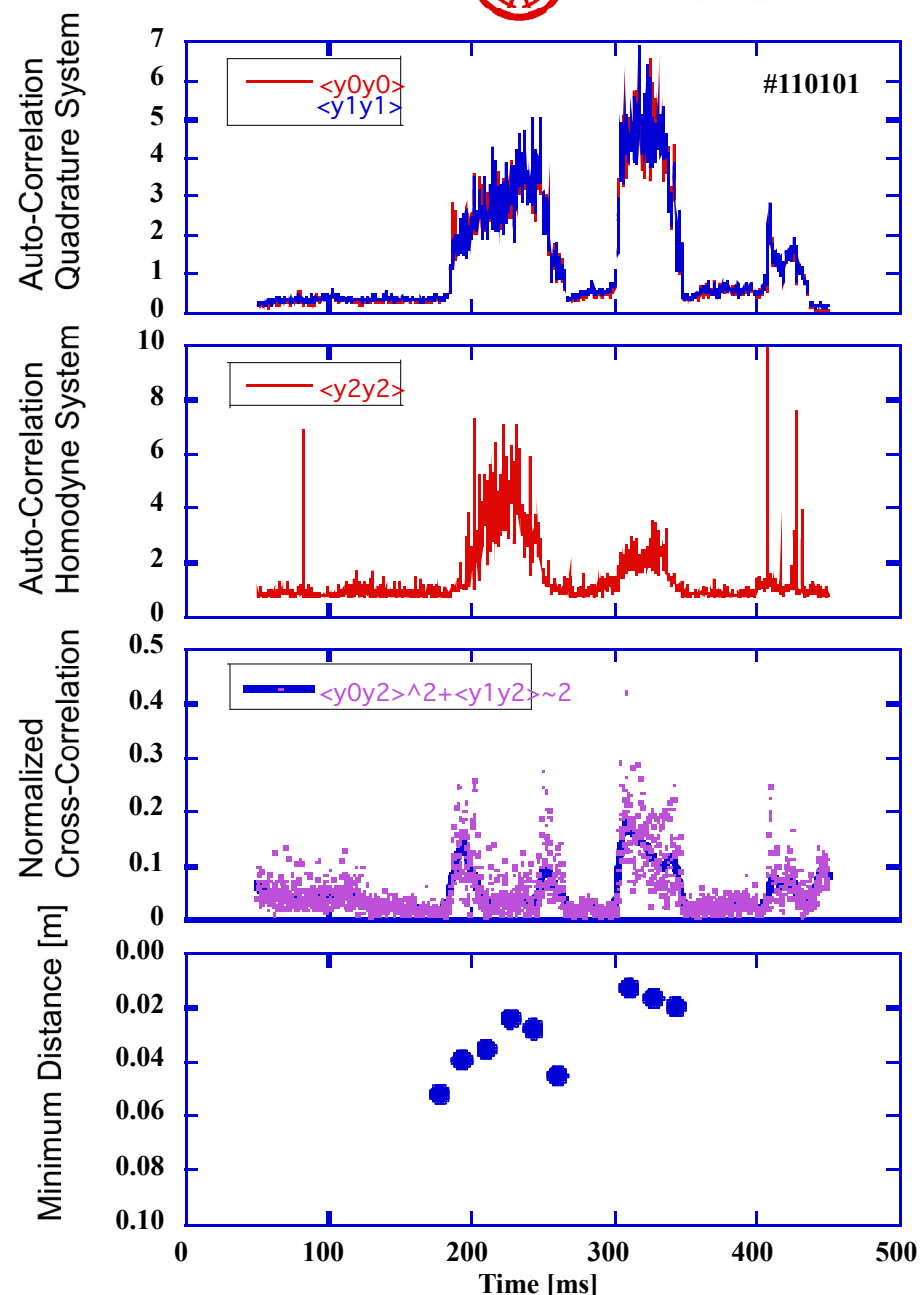 Auto-Correlation
Quadrature System
7
6
5
4
3
2
1
0
<y0y0>
<y1y1>
#110101
Auto-Correlation
Homodyne System
10
8
6
4
2
0
<y2y2>
Normalized
Cross-Correlation
0.5
0.4
0.3
0.2
0.1
0
<y0y2>^2+<y1y2>~2
Minimum Distance [m]
0.00
0.02
0.04
0.06
0.08
0.10
0 100 200 300 400 500
Time [ms]